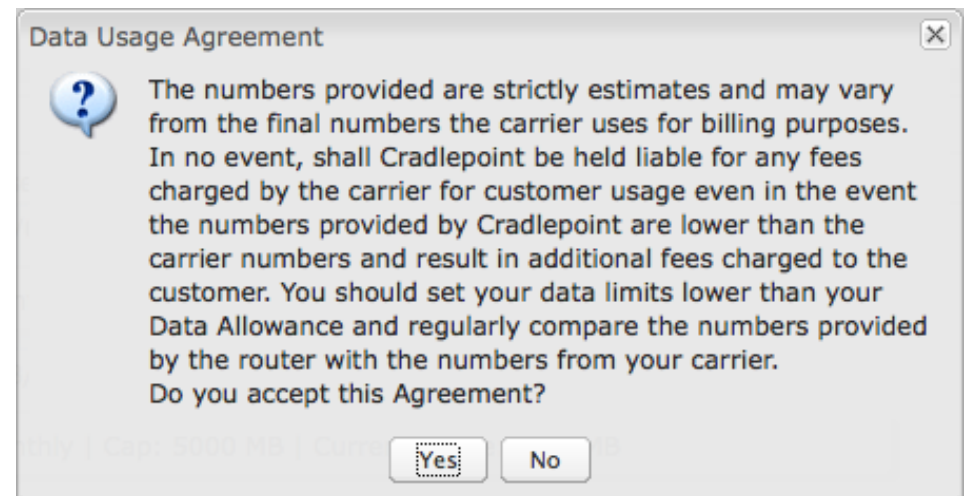 Data Usage Agreement
The numbers provided are strictly estimates and may vary
from the final numbers the carrier uses for billing purposes.
In no event, shall Cradlepoint be held liable for any fees
charged by the carrier for customer usage even in the event
the numbers provided by Cradlepoint are lower than the
carrier numbers and result in additional fees charged to the
customer. You should set your data limits lower than your
Data Allowance and regularly compare the numbers provided
by the router with the numbers from your carrier.
Do you accept this Agreement?
Cap: 5000 MB
Yes No